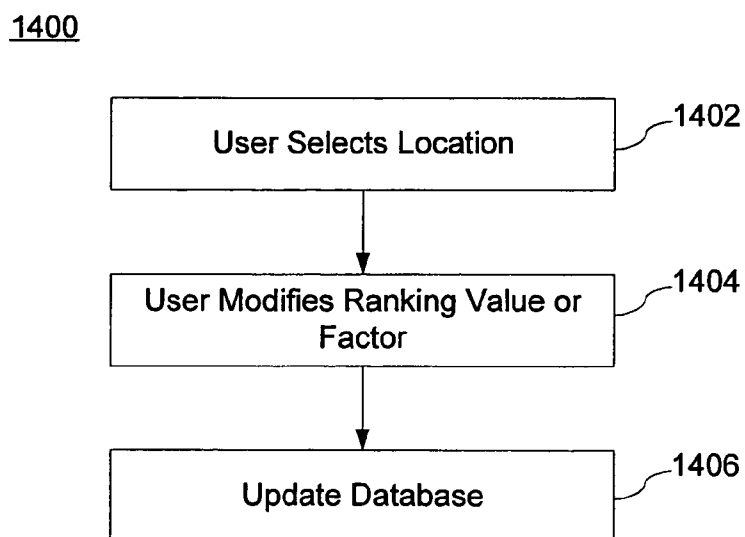 1400
User Selects Location
1402
User Modifies Ranking Value or
Factor
1404
Update Database
1406